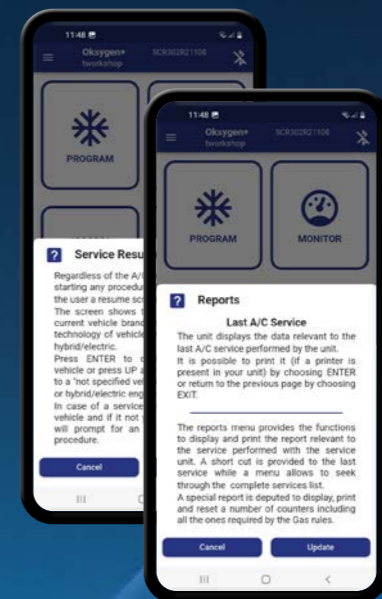 11:48
Oksygen+
tworkshop
SCR302R21108
PROGRAM
Service Resu
Regardless of the A/
starting any procedu
the user a resume sc
The screen shows t
current vehicle brand
technology of vehicle
hybrid/electric.
Press ENTER to c
vehicle or press UP a
to a "not specified vel
or hybrid/electric eng
In case of a service
vehicle and if it not y
will prompt for an
procedure.
Cancel
11:48
Oksygen+
tworkshop
SCR302R21108
PROGRAM
MONITOR
? Reports
Last A/C Service
The unit displays the data relevant to the
last A/C service performed by the unit.
It is possible to print it (if a printer is
present in your unit) by choosing ENTER
or return to the previous page by choosing
EXIT.
The reports menu provides the functions
to display and print the report relevant to
the service performed with the service
unit. A short cut is provided to the last
service while a menu allows to seek
through the complete services list.
A special report is deputed to display, print
and reset a number of counters including
all the ones required by the Gas rules.
Cancel
Update